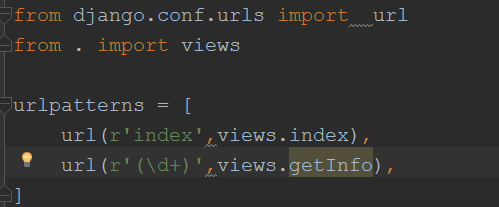 from django.conf.urls import  url
from . import views
urlpatterns = [
    url(r'index',views.index),
    url(r'(\d+)',views.getInfo),
]